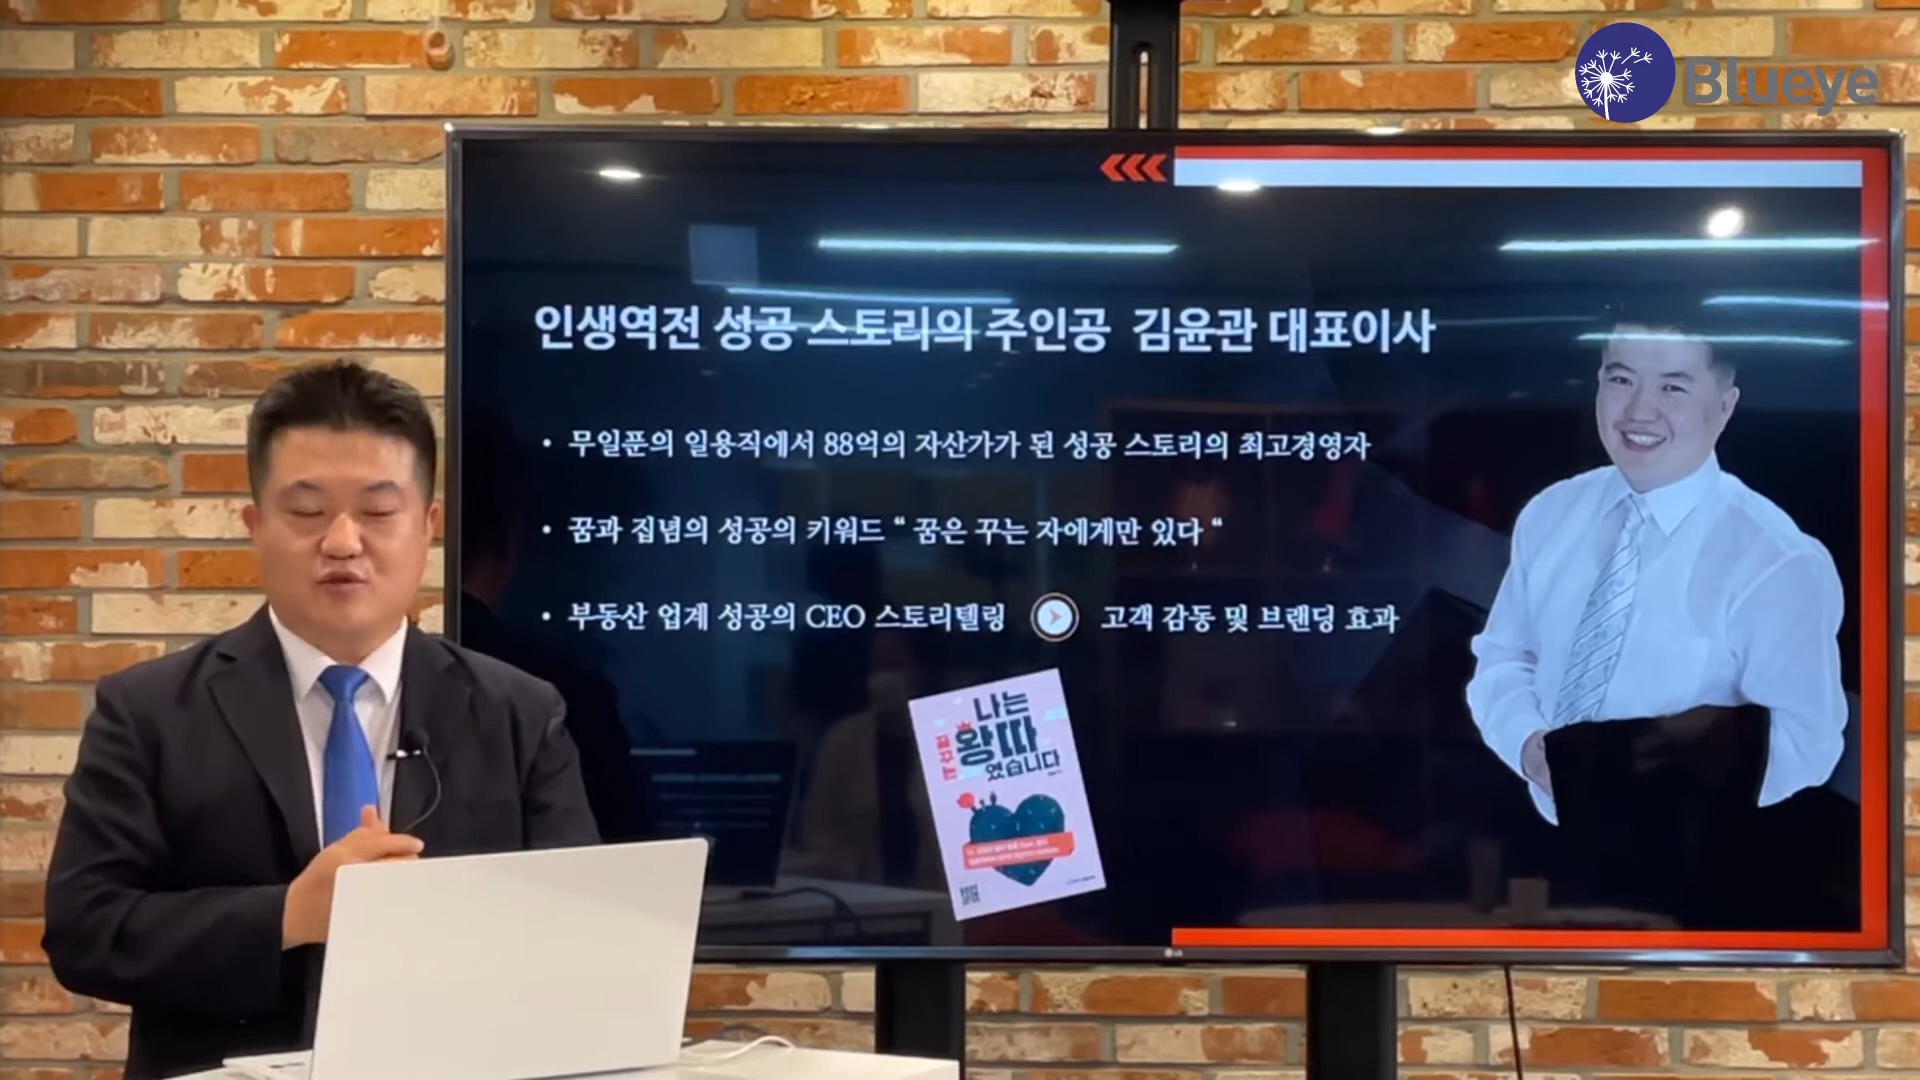 Blueye
인생역전 성공 스토리의 주인공 김윤관 대표이사
• 무일푼의 일용직에서 88억의 자산가가 된 성공 스토리의 최고경영자
• 꿈과 집념의 성공의 키워드 “ 꿈은 꾸는 자에게만 있다 “
• 부동산 업계 성공의 CEO 스토리텔링 고객 감동 및 브랜딩 효과
나는
왕따
였습니다
LG